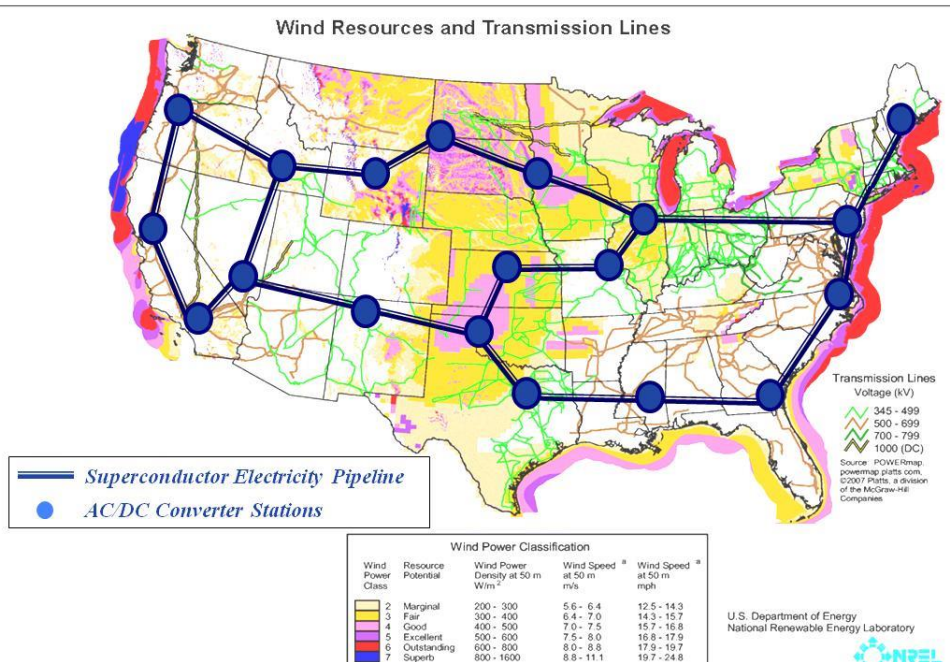 Wind Resources and Transmission Lines
Transmission Lines
Voltage (kV)
345 - 499
500 - 699
700 - 799
1000 (DC)
Source: POWERmap,
powermap.platts.com,
©2007 Platts, a division
of the McGraw-Hill
Companies
Superconductor Electricity Pipeline
AC/DC Converter Stations
Wind Power Classification
Wind Power Class Resource Potential Wind Power Density at 50 m W/m² Wind Speed ᵃ at 50 m m/s Wind Speed ᵃ at 50 m mph
2 Marginal 200 - 300 5.6 - 6.4 12.5 - 14.3
3 Fair 300 - 400 6.4 - 7.0 14.3 - 15.7
4 Good 400 - 500 7.0 - 7.5 15.7 - 16.8
5 Excellent 500 - 600 7.5 - 8.0 16.8 - 17.9
6 Outstanding 600 - 800 8.0 - 8.8 17.9 - 19.7
7 Superb 800 - 1600 8.8 - 11.1 19.7 - 24.8
U.S. Department of Energy
National Renewable Energy Laboratory
NREL